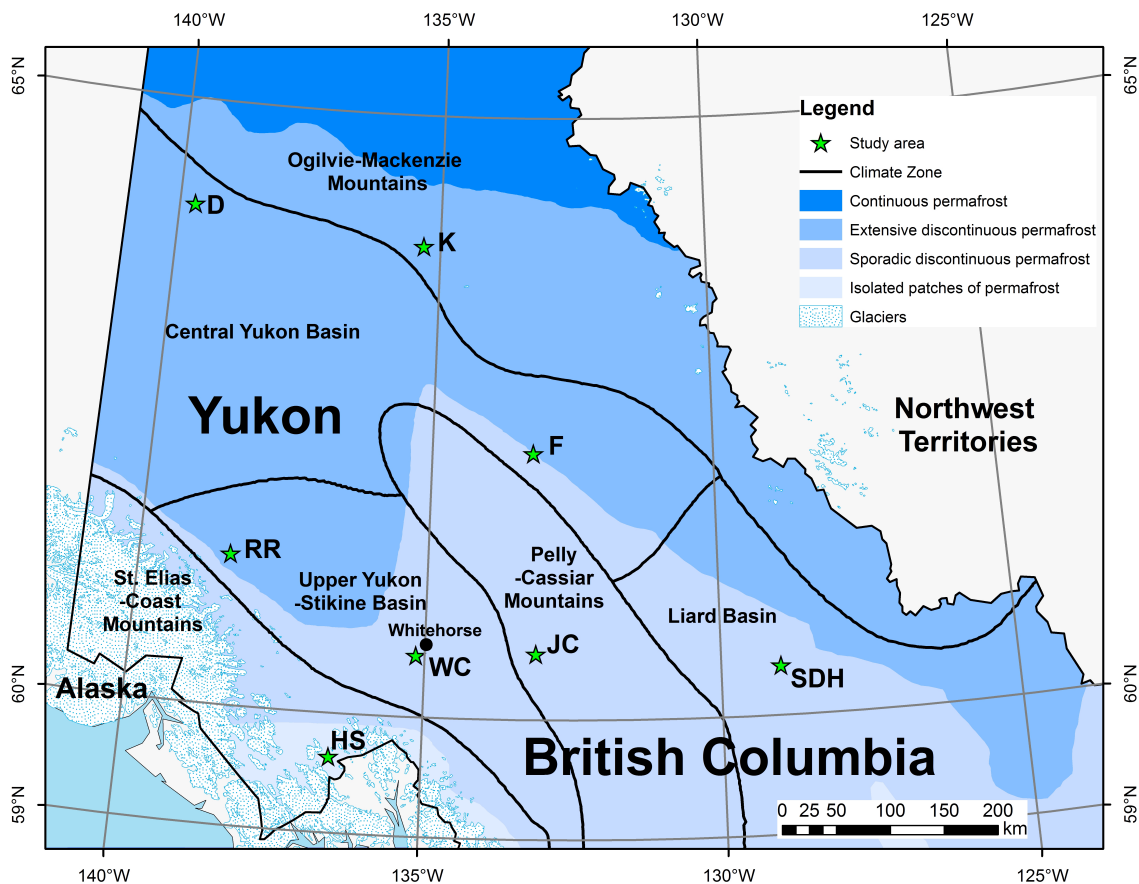 140°W
135°W
130°W
125°W
65°N
65°N
Legend
Study area
Climate Zone
Continuous permafrost
Extensive discontinuous permafrost
Sporadic discontinuous permafrost
Isolated patches of permafrost
Glaciers
Ogilvie-Mackenzie
Mountains
D
K
Central Yukon Basin
Yukon
Northwest
Territories
F
RR
St. Elias
-Coast
Mountains
Upper Yukon
-Stikine Basin
Pelly
-Cassiar
Mountains
Liard Basin
Whitehorse
WC
JC
SDH
60°N
60°N
Alaska
HS
British Columbia
59°N
59°N
0 25 50 100 150 200
km
140°W
135°W
130°W
125°W